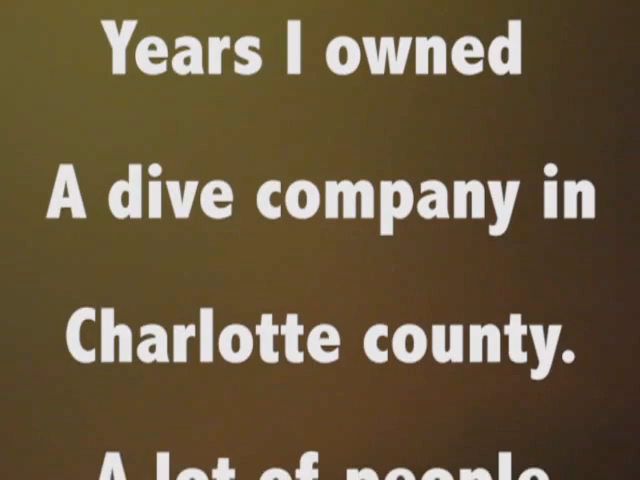 Years I owned
A dive company in
Charlotte county.
A lot of people